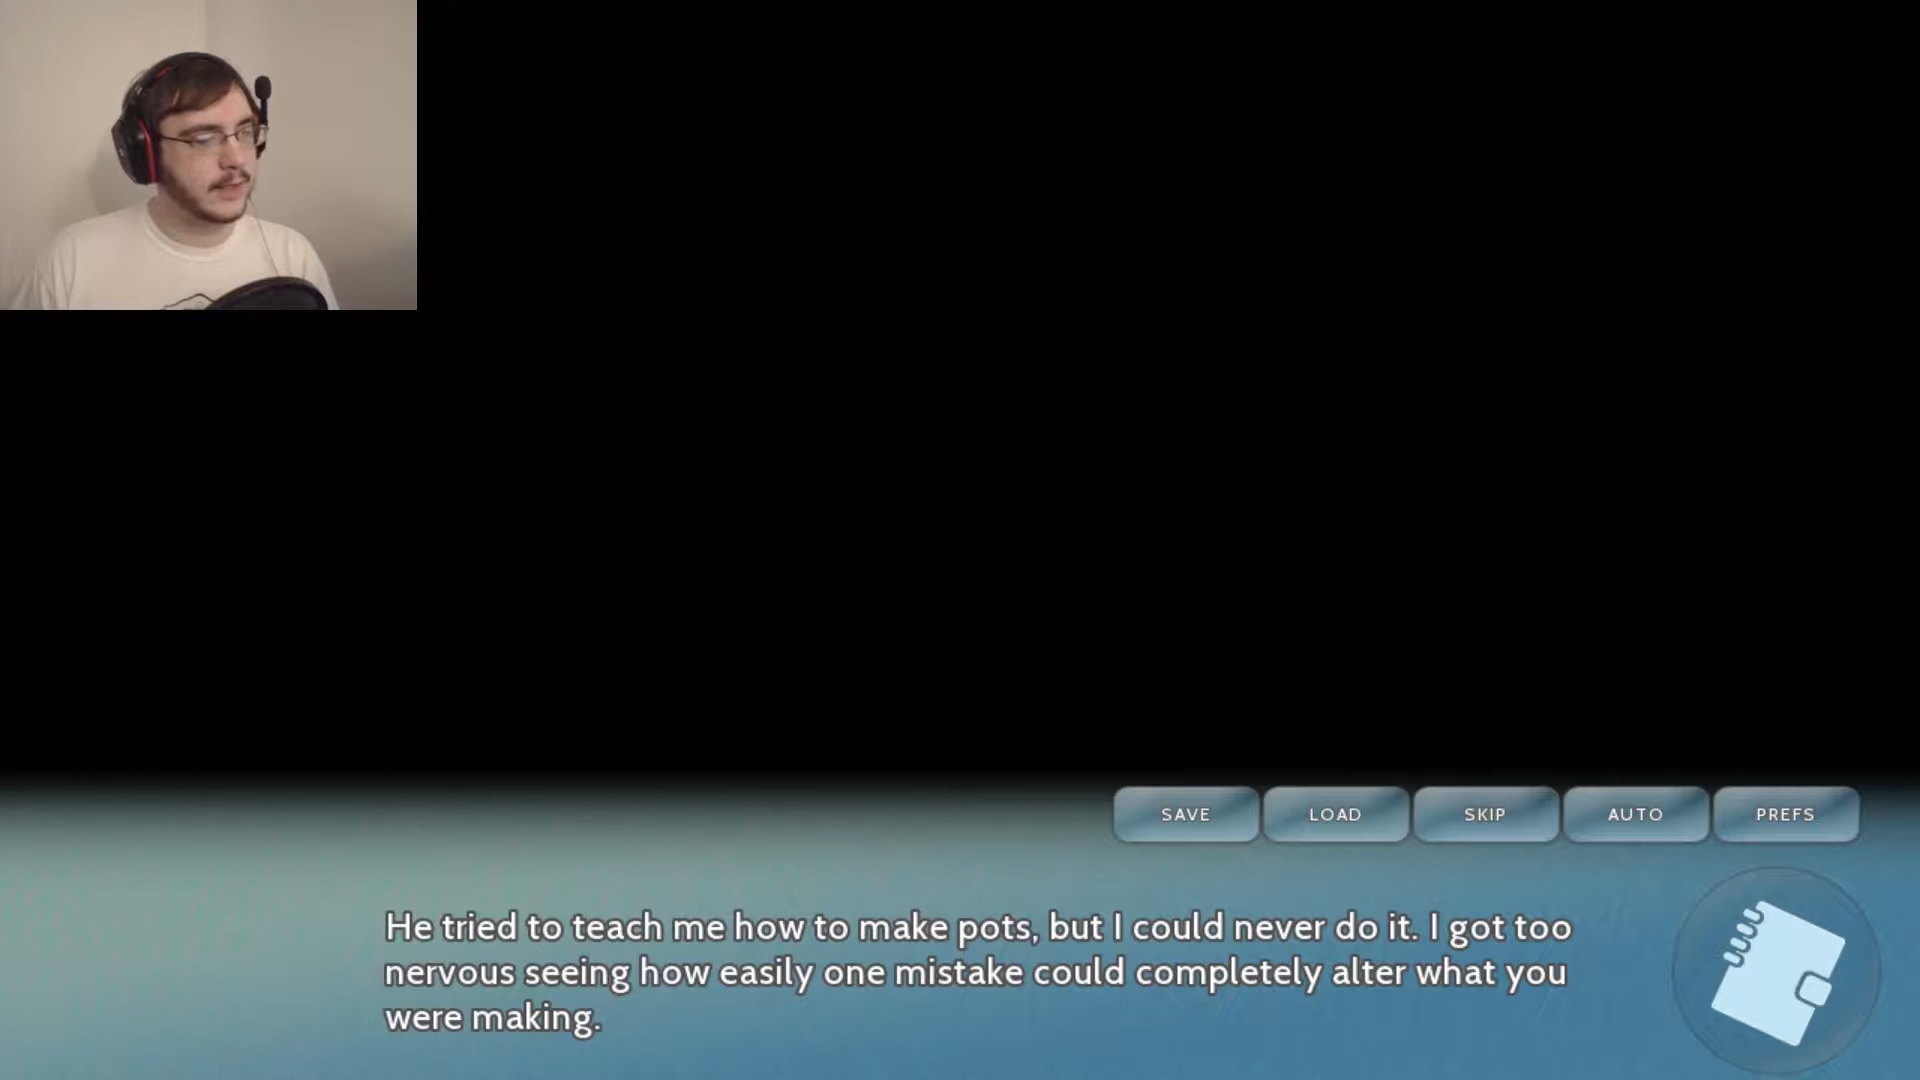 SAVE LOAD SKIP AUTO PREFS
He tried to teach me how to make pots, but I could never do it. I got too
nervous seeing how easily one mistake could completely alter what you
were making.